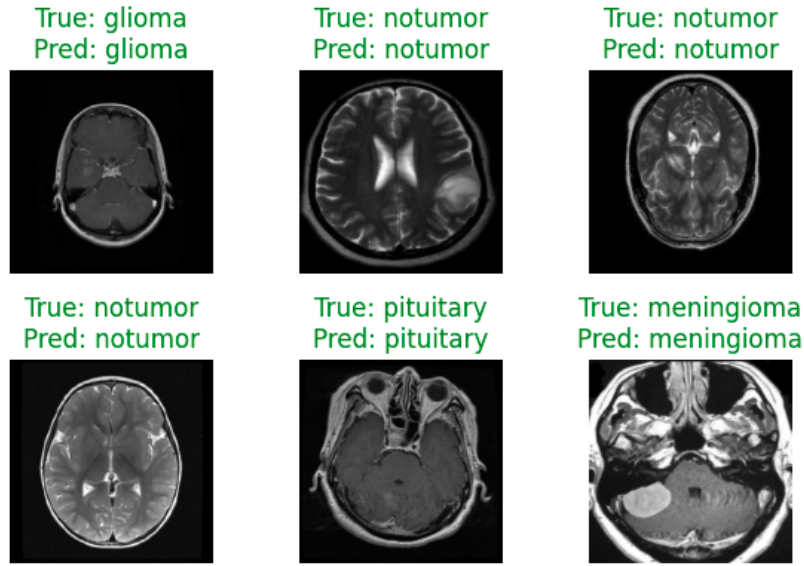 True: glioma
Pred: glioma
True: notumor
Pred: notumor
True: notumor
Pred: notumor
True: notumor
Pred: notumor
True: pituitary
Pred: pituitary
True: meningioma
Pred: meningioma